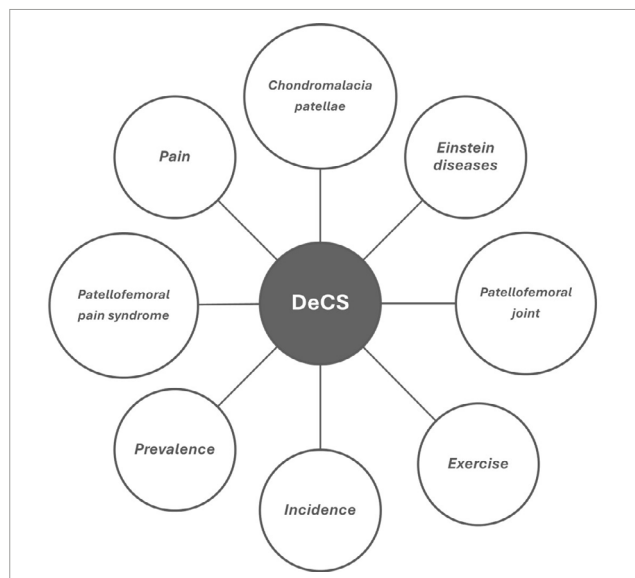 Chondromalacia
patellae
Pain
Einstein
diseases
Patellofemoral
pain syndrome
DeCS
Patellofemoral
joint
Prevalence
Exercise
Incidence